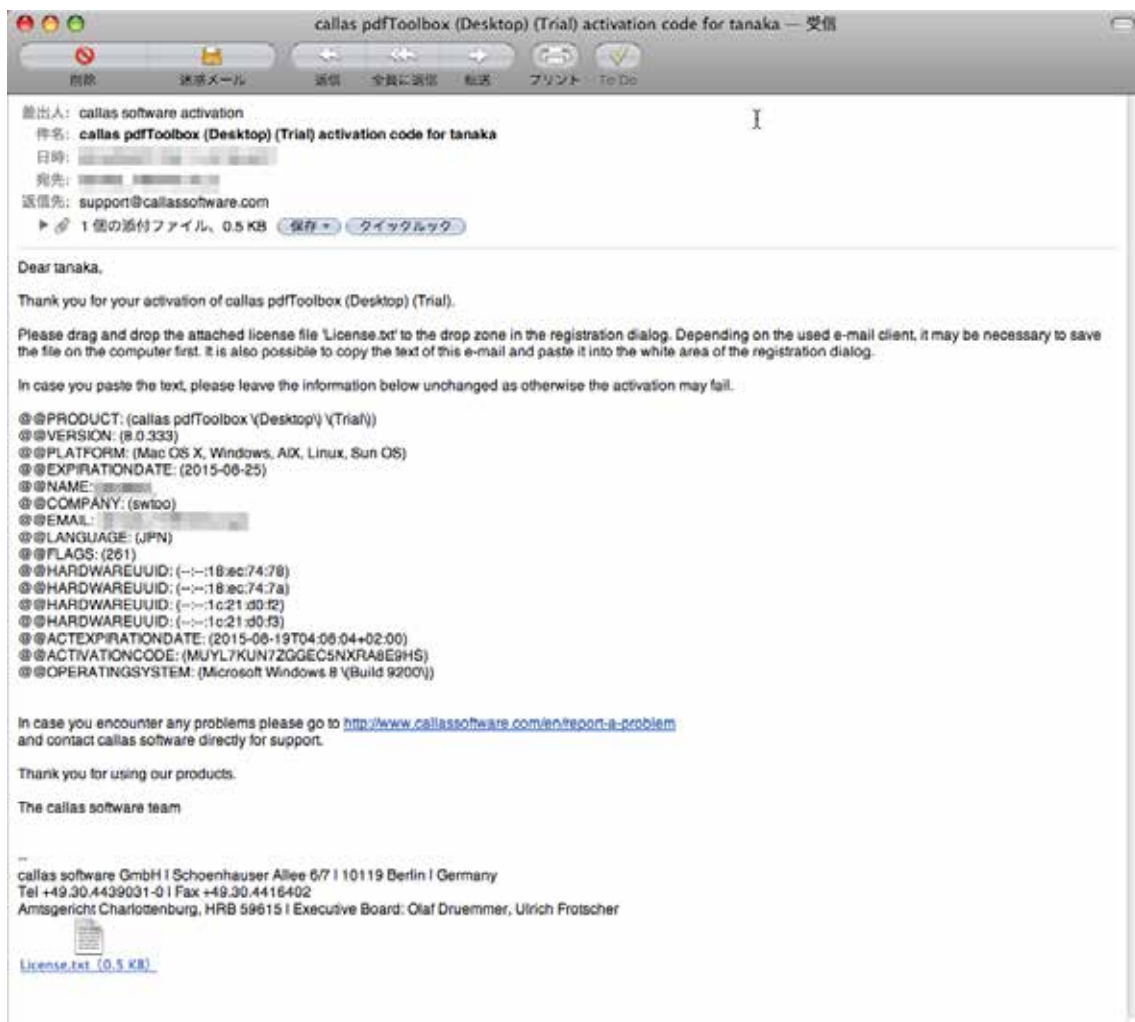 callas pdfToolbox (Desktop) (Trial) activation code for tanaka — 受信
削除 迷惑メール 返信 全員に返信 転送 プリント To Do
差出人: callas software activation
件名: callas pdfToolbox (Desktop) (Trial) activation code for tanaka
日時:
宛先:
返信先: support@callassoftware.com
1 個の添付ファイル、0.5 KB 保存 クイックルック
Dear tanaka,
Thank you for your activation of callas pdfToolbox (Desktop) (Trial).
Please drag and drop the attached license file 'License.txt' to the drop zone in the registration dialog. Depending on the used e-mail client, it may be necessary to save
the file on the computer first. It is also possible to copy the text of this e-mail and paste it into the white area of the registration dialog.
In case you paste the text, please leave the information below unchanged as otherwise the activation may fail.
@@PRODUCT: (callas pdfToolbox \(Desktop\) \(Trial\))
@@VERSION: (8.0.333)
@@PLATFORM: (Mac OS X, Windows, AIX, Linux, Sun OS)
@@EXPIRATIONDATE: (2015-08-25)
@@NAME:
@@COMPANY: (swtoo)
@@EMAIL:
@@LANGUAGE: (JPN)
@@FLAGS: (261)
@@HARDWAREUUID: (--:--:18:ec:74:78)
@@HARDWAREUUID: (--:--:18:ec:74:7a)
@@HARDWAREUUID: (--:--:1c:21:d0:f2)
@@HARDWAREUUID: (--:--:1c:21:d0:f3)
@@ACTEXPIRATIONDATE: (2015-08-19T04:06:04+02:00)
@@ACTIVATIONCODE: (MUYL7KUN7ZGGEC5NXRA8E9HS)
@@OPERATINGSYSTEM: (Microsoft Windows 8 \(Build 9200\))
In case you encounter any problems please go to http://www.callassoftware.com/en/report-a-problem
and contact callas software directly for support.
Thank you for using our products.
The callas software team
--
callas software GmbH I Schoenhauser Allee 6/7 I 10119 Berlin I Germany
Tel +49.30.4439031-0 I Fax +49.30.4416402
Amtsgericht Charlottenburg, HRB 59615 I Executive Board: Olaf Druemmer, Ulrich Frotscher
License.txt (0.5 KB)